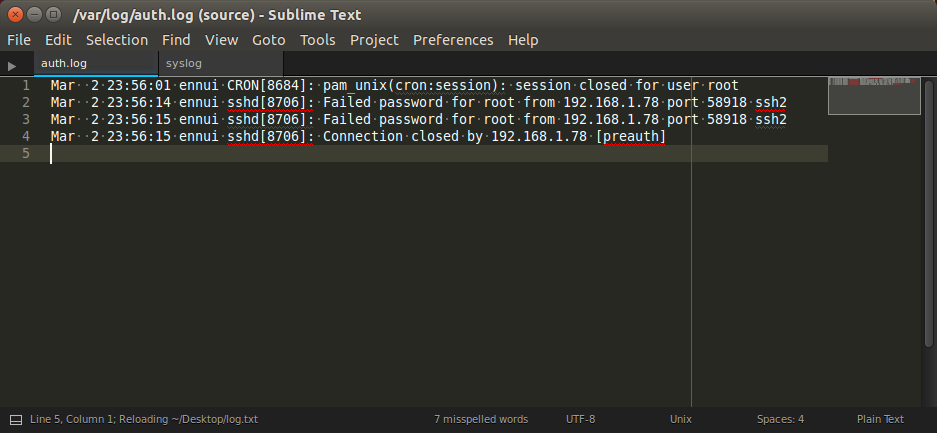 /var/log/auth.log (source) - Sublime Text
File Edit Selection Find View Goto Tools Project Preferences Help
auth.log syslog
1 Mar  2 23:56:01 ennui CRON[8684]: pam_unix(cron:session): session closed for user root
2 Mar  2 23:56:14 ennui sshd[8706]: Failed password for root from 192.168.1.78 port 58918 ssh2
3 Mar  2 23:56:15 ennui sshd[8706]: Failed password for root from 192.168.1.78 port 58918 ssh2
4 Mar  2 23:56:15 ennui sshd[8706]: Connection closed by 192.168.1.78 [preauth]
5
Line 5, Column 1; Reloading ~/Desktop/log.txt 7 misspelled words UTF-8 Unix Spaces: 4 Plain Text